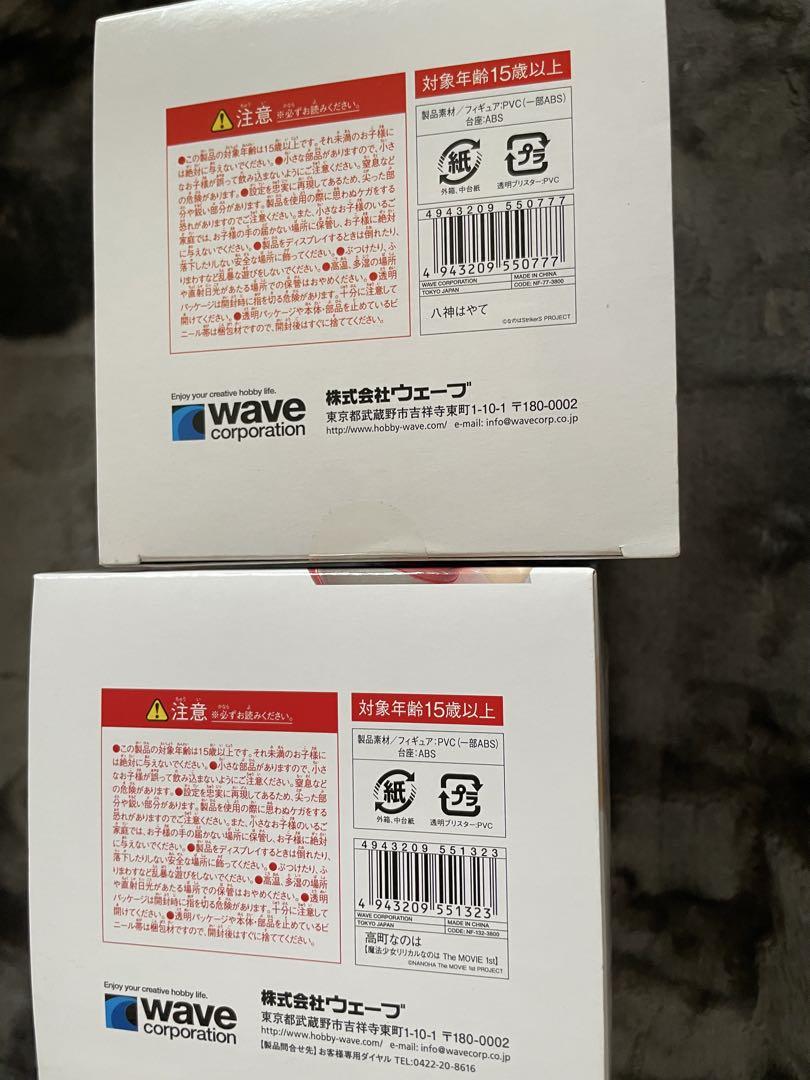 注意 ※必ずお読みください。
●この製品の対象年齢は15歳以上です。それ未満のお子様に
は絶対に与えないでください。●小さな部品がありますので、小さ
なお子様が誤って飲み込まないようにご注意ください。窒息など
の危険があります。●設定を忠実に再現してあるため、尖った部
分や鋭い部分があります。製品を使用の際に思わぬケガをする
恐れがありますのでご注意ください。また、小さなお子様のいるご
家庭では、お子様の手の届かない場所に保管し、お子様に絶対
に与えないでください。●製品をディスプレイするときは倒れたり、
落下したりしない安全な場所に飾ってください。●ぶつけたり、ふ
りまわすなど乱暴な遊びをしないでください。●高温、多湿の場所
や直射日光があたる場所での保管はおやめください。●透明
パッケージは開封時に指を切る危険があります。十分に注意して
開けてください。●透明パッケージや本体・部品を止めているビ
ニール帯は梱包材ですので、開封後はすぐに捨ててください。
対象年齢15歳以上
製品素材／フィギュア:PVC(一部ABS)
台座:ABS
紙 プラ
外箱、中台紙 透明ブリスター:PVC
4943209550777
4 943209 550777
WAVE CORPORATION MADE IN CHINA
TOKYO JAPAN CODE: NF-77-3800
八神はやて
©なのはStrikerS PROJECT
Enjoy your creative hobby life.
wave
corporation
株式会社ウェーブ
東京都武蔵野市吉祥寺東町1-10-1 〒180-0002
http://www.hobby-wave.com/ e-mail: info@wavecorp.co.jp
注意 ※必ずお読みください。
●この製品の対象年齢は15歳以上です。それ未満のお子様に
は絶対に与えないでください。●小さな部品がありますので、小さ
なお子様が誤って飲み込まないようにご注意ください。窒息など
の危険があります。●設定を忠実に再現してあるため、尖った部
分や鋭い部分があります。製品を使用の際に思わぬケガをする
恐れがありますのでご注意ください。また、小さなお子様のいるご
家庭では、お子様の手の届かない場所に保管し、お子様に絶対
に与えないでください。●製品をディスプレイするときは倒れたり、
落下したりしない安全な場所に飾ってください。●ぶつけたり、ふ
りまわすなど乱暴な遊びをしないでください。●高温、多湿の場所
や直射日光があたる場所での保管はおやめください。●透明
パッケージは開封時に指を切る危険があります。十分に注意して
開けてください。●透明パッケージや本体・部品を止めているビ
ニール帯は梱包材ですので、開封後はすぐに捨ててください。
対象年齢15歳以上
製品素材／フィギュア:PVC(一部ABS)
台座:ABS
紙 プラ
外箱、中台紙 透明ブリスター:PVC
4943209551323
4 943209 551323
WAVE CORPORATION MADE IN CHINA
TOKYO JAPAN CODE: NF-132-3800
高町なのは
【魔法少女リリカルなのは The MOVIE 1st】
©NANOHA The MOVIE 1st PROJECT
Enjoy your creative hobby life.
wave
corporation
株式会社ウェーブ
東京都武蔵野市吉祥寺東町1-10-1 〒180-0002
http://www.hobby-wave.com/ e-mail: info@wavecorp.co.jp
【製品問合せ先】お客様専用ダイヤル TEL:0422-20-8616